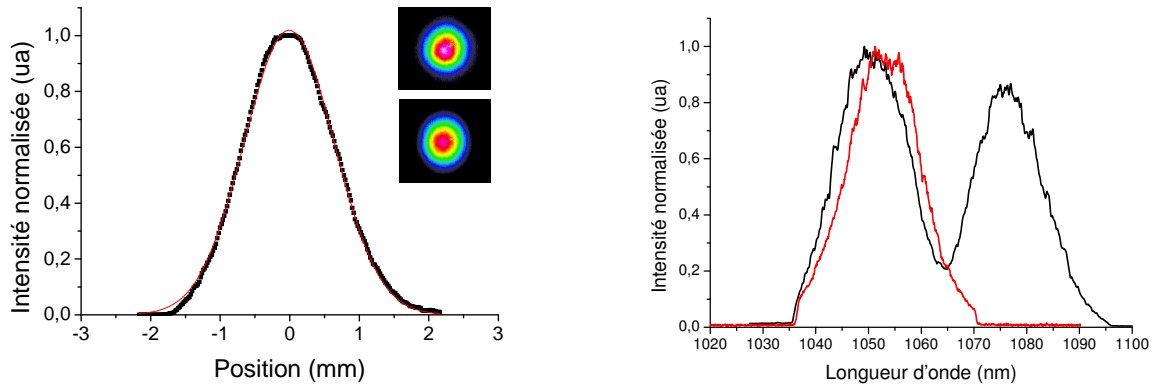 Intensité normalisée (ua)
1,0
0,8
0,6
0,4
0,2
0,0
-3 -2 -1 0 1 2 3
Position (mm)
Intensité normalisée (ua)
1,0
0,8
0,6
0,4
0,2
0,0
1020 1030 1040 1050 1060 1070 1080 1090 1100
Longueur d'onde (nm)